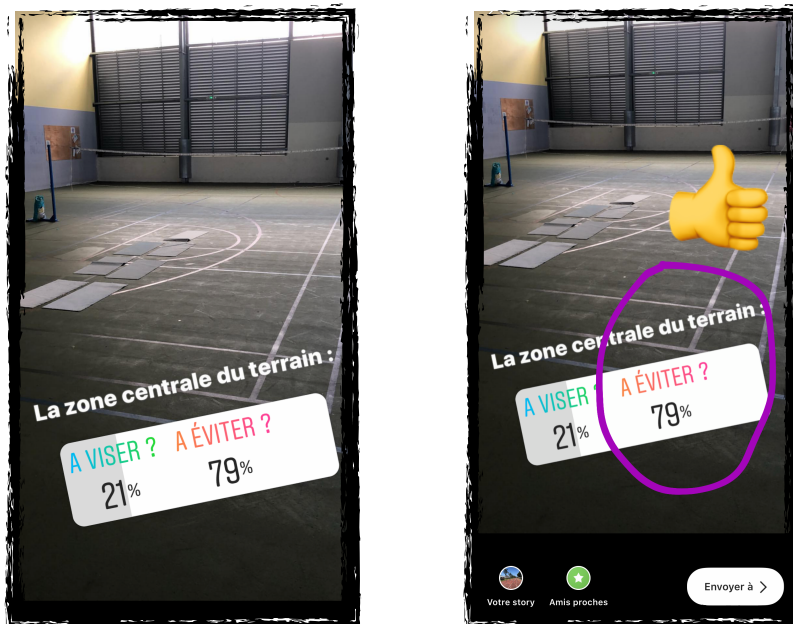 La zone centrale du terrain :
A VISER ?
A ÉVITER ?
21%
79%
La zone centrale du terrain :
A VISER ?
A ÉVITER ?
21%
79%
Votre story
Amis proches
Envoyer à